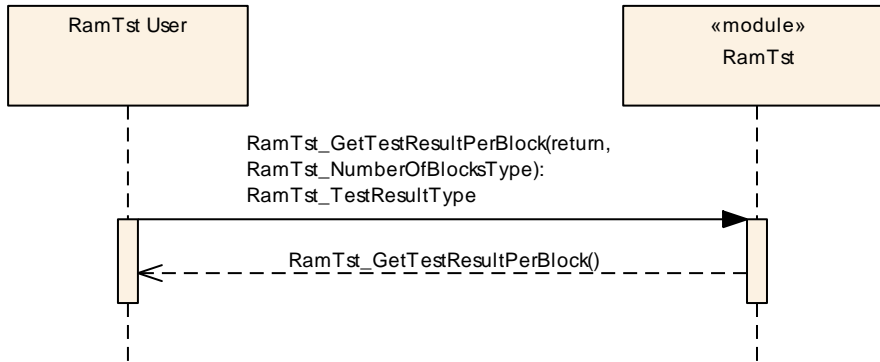 RamTst User
«module»
RamTst
RamTst_GetTestResultPerBlock(return,
RamTst_NumberOfBlocksType):
RamTst_TestResultType
RamTst_GetTestResultPerBlock()